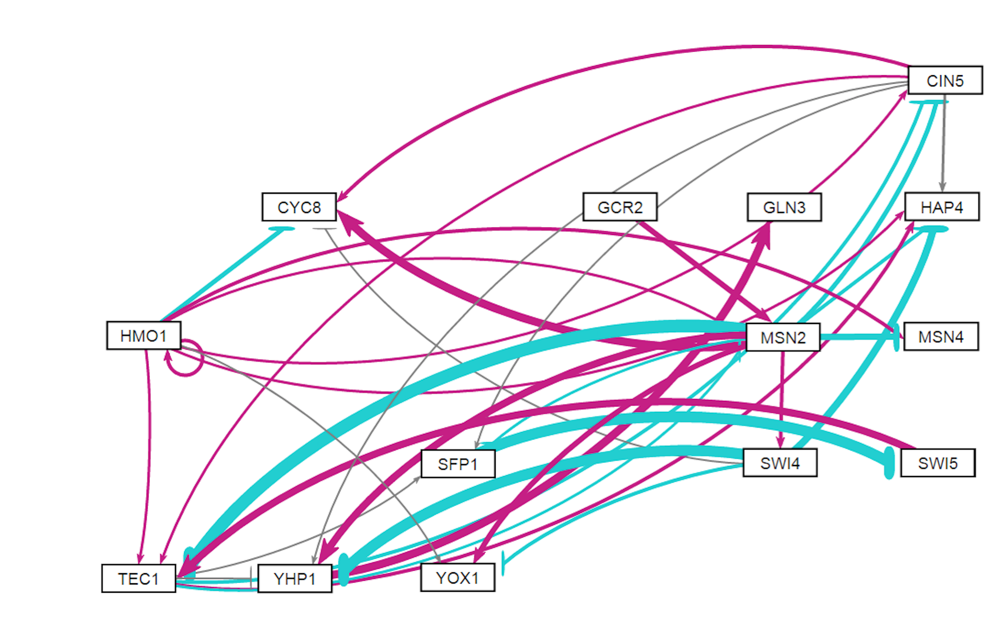 CIN5
CYC8
GCR2
GLN3
HAP4
HMO1
MSN2
MSN4
SFP1
SWI4
SWI5
TEC1
YHP1
YOX1